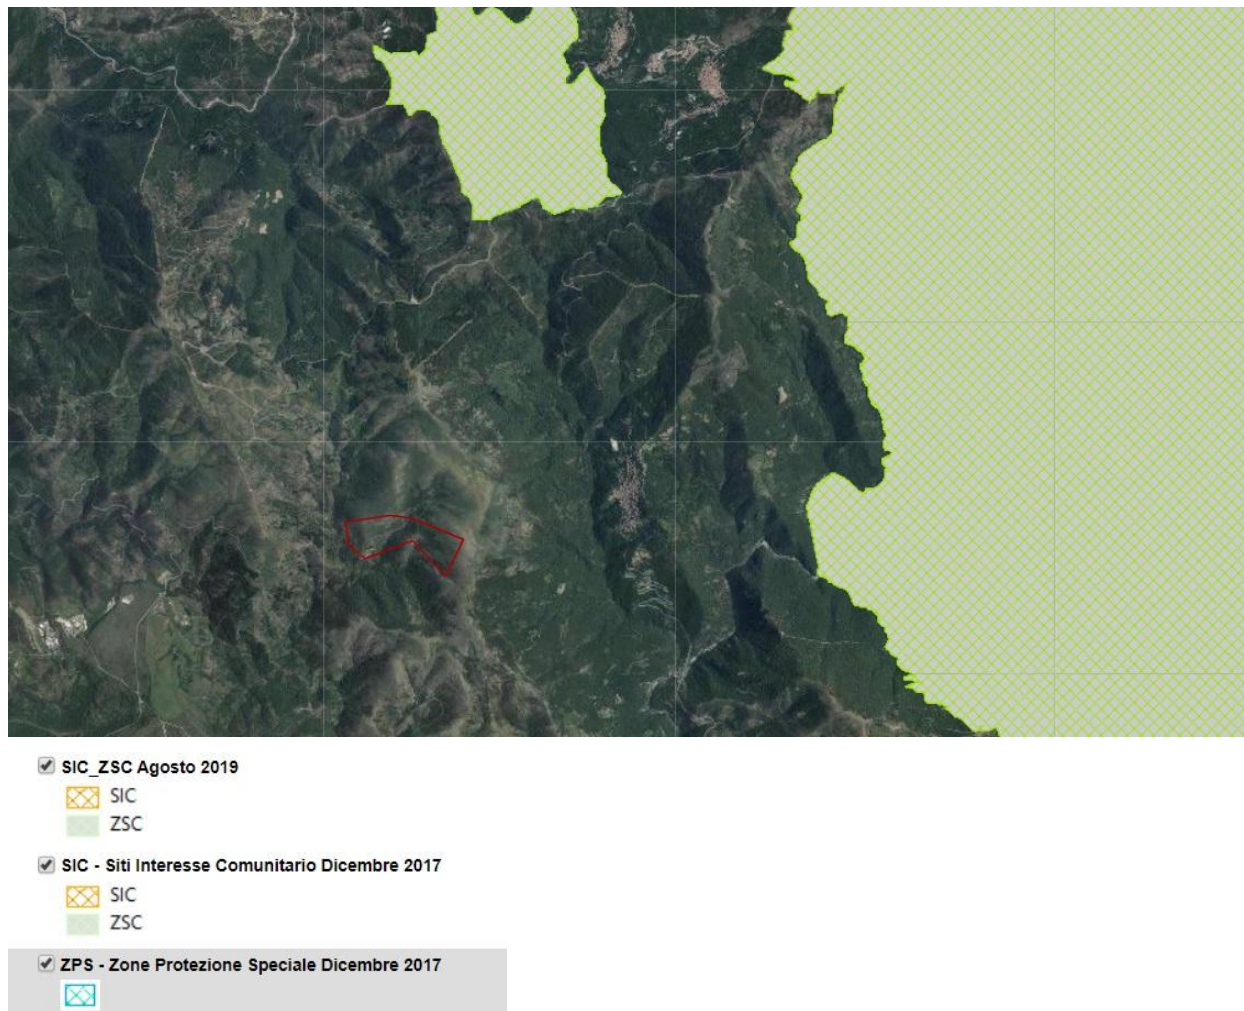 SIC_ZSC Agosto 2019
SIC
ZSC
SIC - Siti Interesse Comunitario Dicembre 2017
SIC
ZSC
ZPS - Zone Protezione Speciale Dicembre 2017